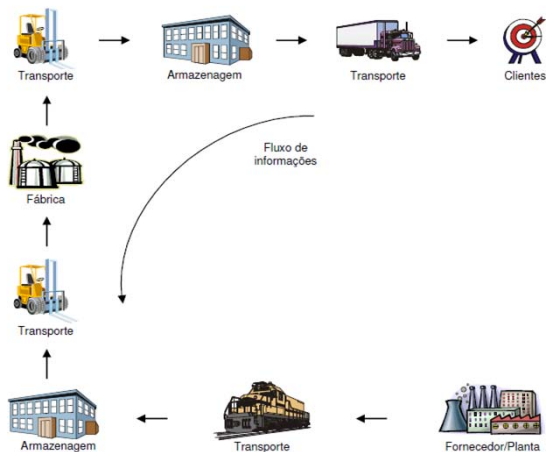 Transporte
Armazenagem
Transporte
Clientes
Fluxo de
informações
Fábrica
Transporte
Armazenagem
Transporte
Fornecedor/Planta